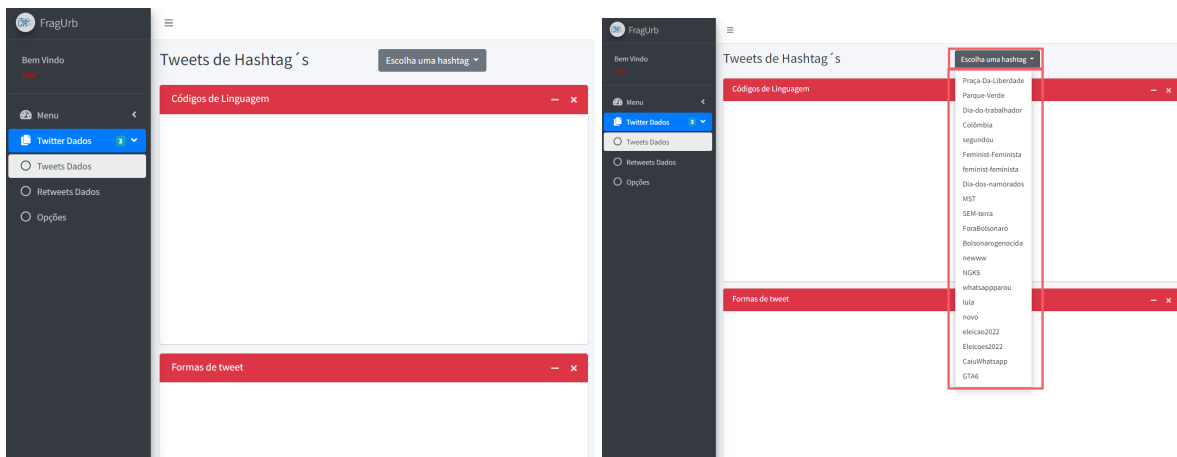 FragUrb
Bem Vindo
Sair
Menu
Twitter Dados 3
Tweets Dados
Retweets Dados
Opções
Tweets de Hashtag´s
Escolha uma hashtag
Códigos de Linguagem
Formas de tweet
FragUrb
Bem Vindo
Sair
Menu
Twitter Dados 3
Tweets Dados
Retweets Dados
Opções
Tweets de Hashtag´s
Escolha uma hashtag
Praça-Da-Liberdade
Parque-Verde
Dia-do-trabalhador
Colômbia
segundou
Feminist-Feminista
feminist-feminista
Dia-dos-namorados
MST
SEM-terra
ForaBolsonaro
Bolsonarogenocida
newww
NGKS
whatsappparou
lula
novo
eleicao2022
Eleicoes2022
CaiuWhatsapp
GTA6
Códigos de Linguagem
Formas de tweet